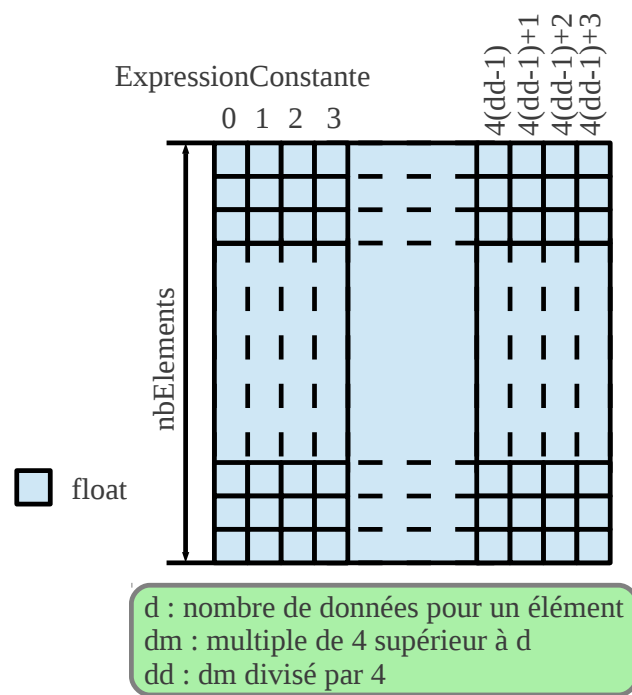 ExpressionConstante
0 1 2 3
4(dd-1)
4(dd-1)+1
4(dd-1)+2
4(dd-1)+3
nbElements
float
d : nombre de données pour un élément
dm : multiple de 4 supérieur à d
dd : dm divisé par 4